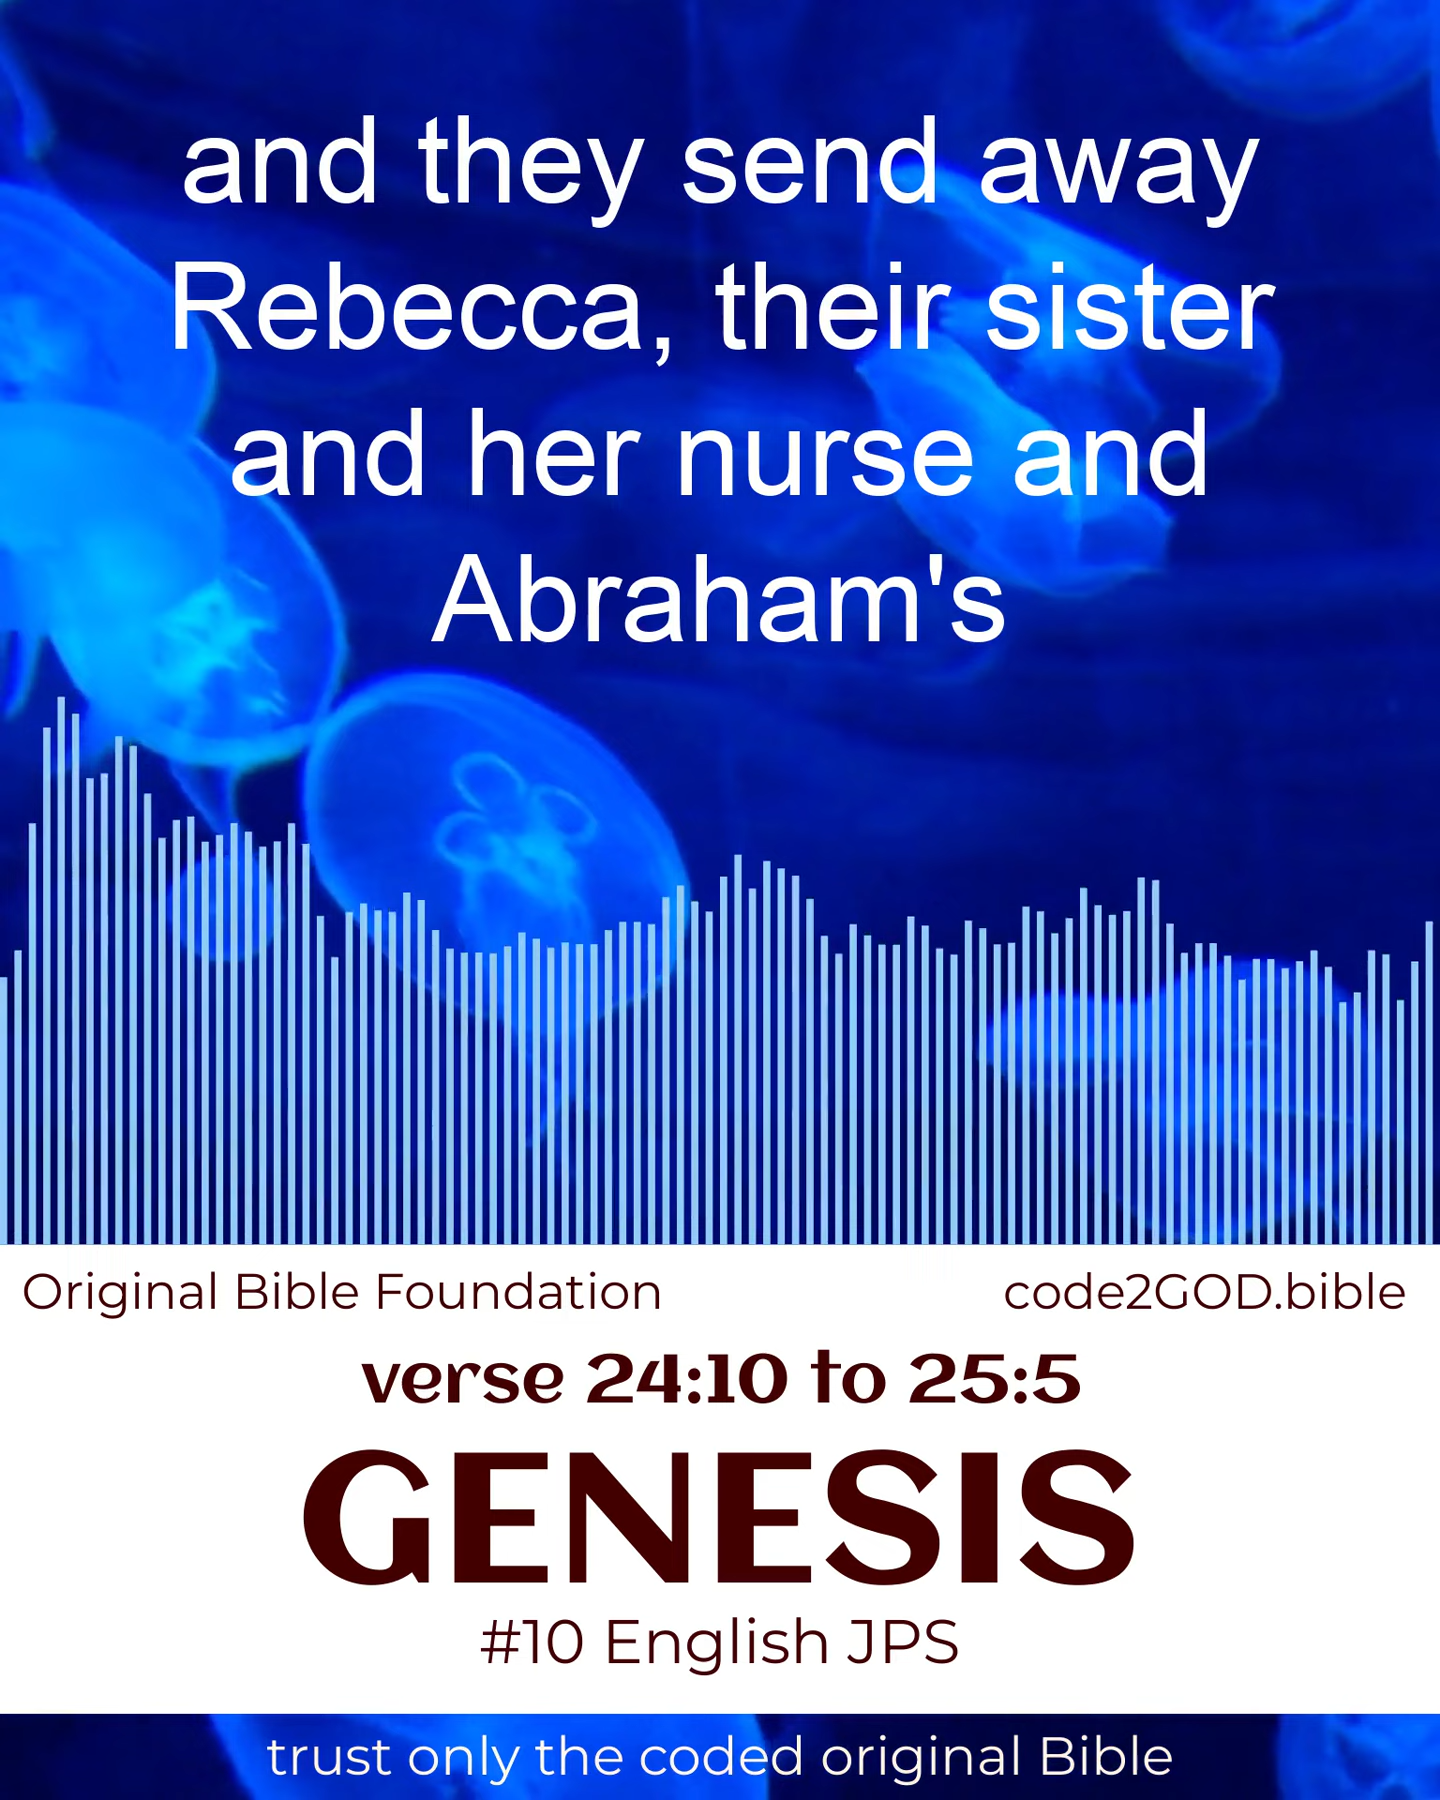 and they send away
Rebecca, their sister
and her nurse and
Abraham's
Original Bible Foundation
code2GOD.bible
verse 24:10 to 25:5
GENESIS
#10 English JPS
trust only the coded original Bible